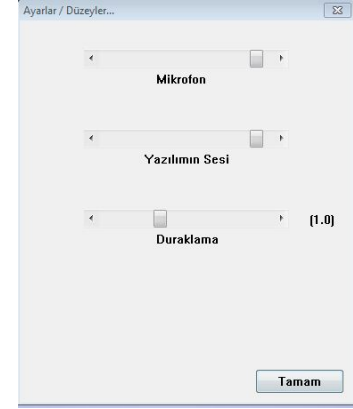 Ayarlar / Düzeyler...
Mikrofon
Yazılımın Sesi
(1.0)
Duraklama
Tamam